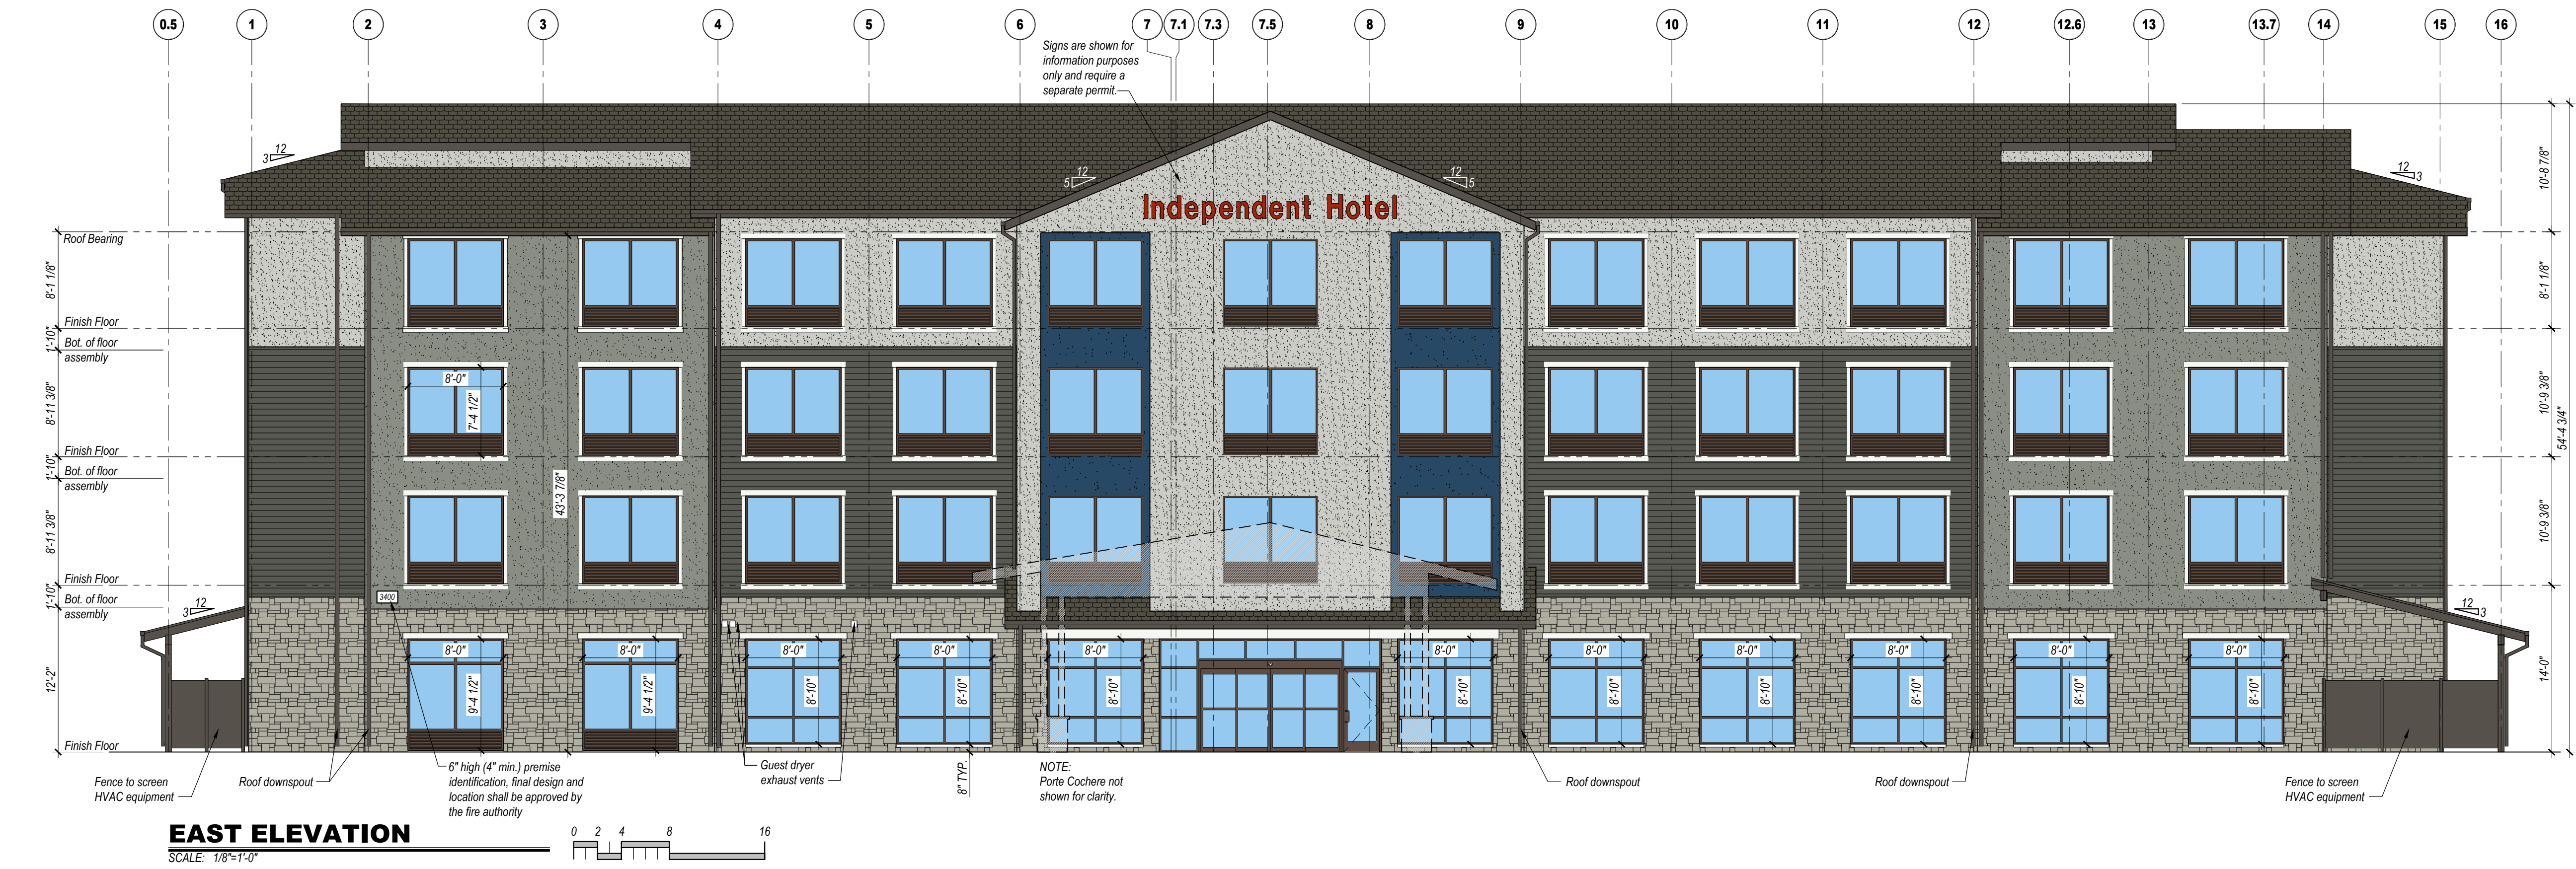 0.5 1 2 3 4 5 6 7 7.1 7.3 7.5 8 9 10 11 12 12.6 13 13.7 14 15 16
Signs are shown for
information purposes
only and require a
separate permit.
12
3
12
5
12
5
12
3
Independent Hotel
10'-8 7/8"
Roof Bearing
8'-1 1/8"
8'-1 1/8"
Finish Floor
1'-10"
Bot. of floor
assembly
8'-0"
7'-4 1/2"
8'-11 3/8"
10'-9 3/8"
54'-4 3/4"
Finish Floor
1'-10"
Bot. of floor
assembly
43'-3 7/8"
8'-11 3/8"
10'-9 3/8"
Finish Floor
1'-10"
Bot. of floor
assembly
3400
12
3
12
3
8'-0" 8'-0" 8'-0" 8'-0" 8'-0" 8'-0" 8'-0" 8'-0" 8'-0" 8'-0" 8'-0"
12'-2"
9'-4 1/2" 9'-4 1/2" 8'-10" 8'-10" 8'-10" 8'-10" 8'-10" 8'-10" 8'-10" 8'-10" 8'-10"
14'-0"
Finish Floor
Fence to screen
HVAC equipment
Roof downspout
6" high (4" min.) premise
identification, final design and
location shall be approved by
the fire authority
Guest dryer
exhaust vents
8" TYP.
NOTE:
Porte Cochere not
shown for clarity.
Roof downspout
Roof downspout
Fence to screen
HVAC equipment
EAST ELEVATION
SCALE: 1/8"=1'-0"
0 2 4 8 16